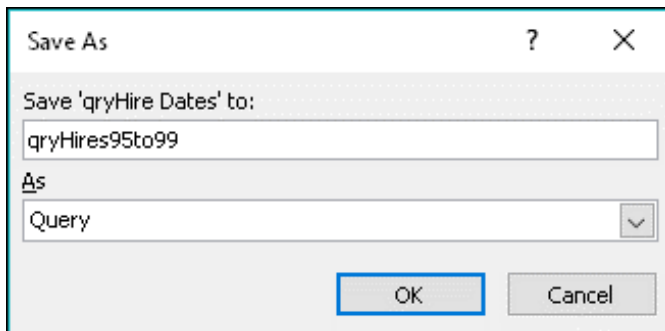 Save As ?
Save 'qryHire Dates' to:
qryHires95to99
As
Query
OK Cancel